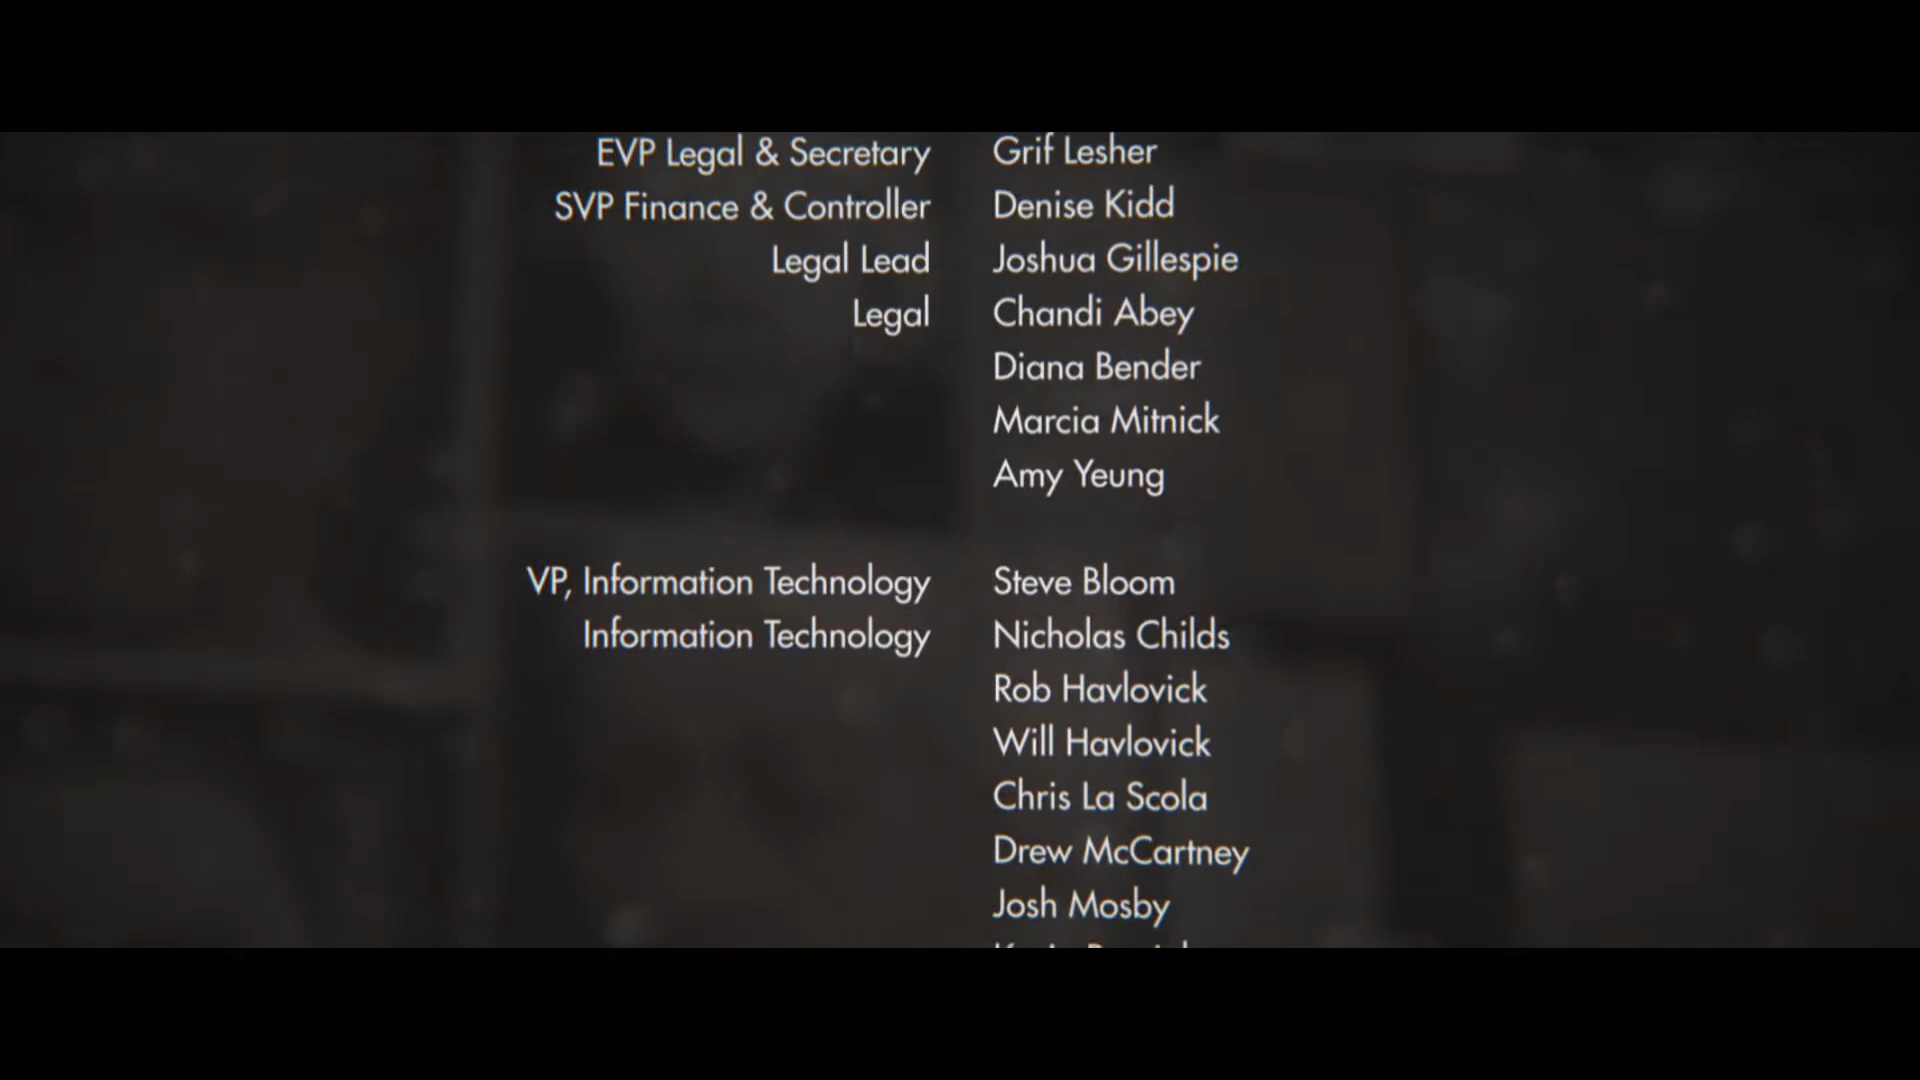 EVP Legal & Secretary Grif Lesher
SVP Finance & Controller Denise Kidd
Legal Lead Joshua Gillespie
Legal Chandi Abey
Diana Bender
Marcia Mitnick
Amy Yeung
VP, Information Technology Steve Bloom
Information Technology Nicholas Childs
Rob Havlovick
Will Havlovick
Chris La Scola
Drew McCartney
Josh Mosby